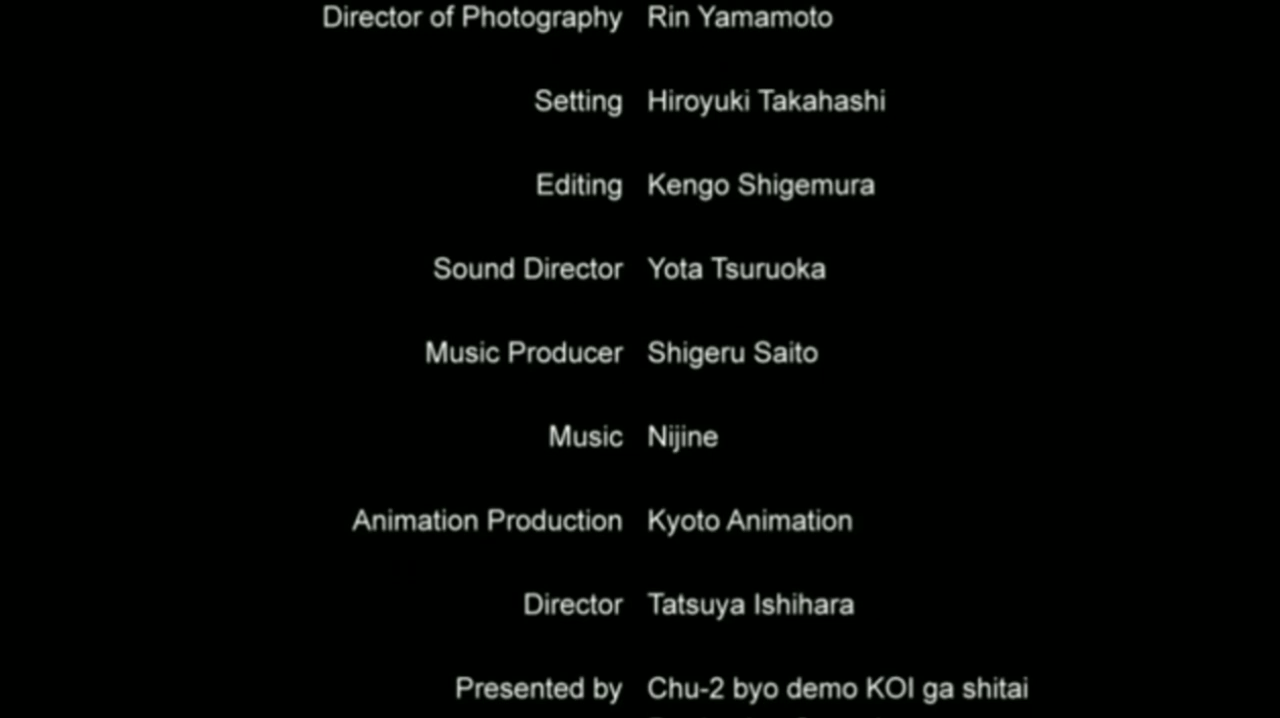 Director of Photography Rin Yamamoto
Setting Hiroyuki Takahashi
Editing Kengo Shigemura
Sound Director Yota Tsuruoka
Music Producer Shigeru Saito
Music Nijine
Animation Production Kyoto Animation
Director Tatsuya Ishihara
Presented by Chu-2 byo demo KOI ga shitai